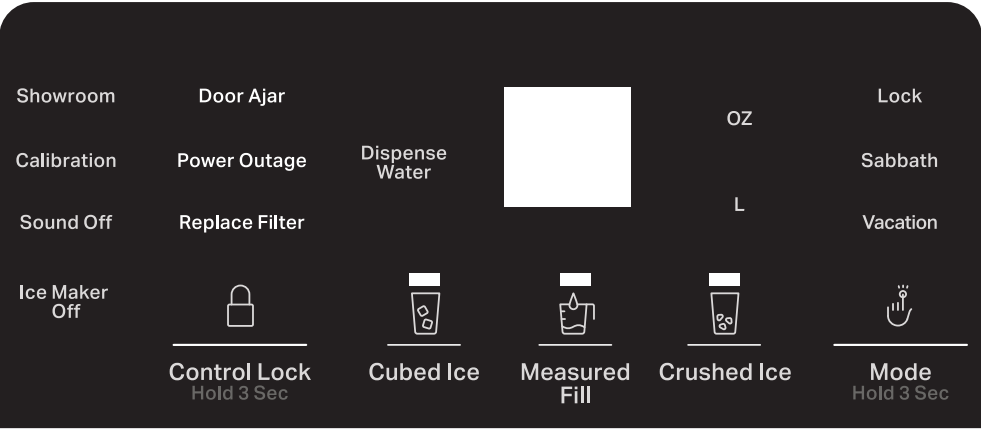 Showroom
Door Ajar
Lock
OZ
Calibration
Power Outage
Dispense
Water
Sabbath
L
Sound Off
Replace Filter
Vacation
Ice Maker
Off
Control Lock
Hold 3 Sec
Cubed Ice
Measured
Fill
Crushed Ice
Mode
Hold 3 Sec